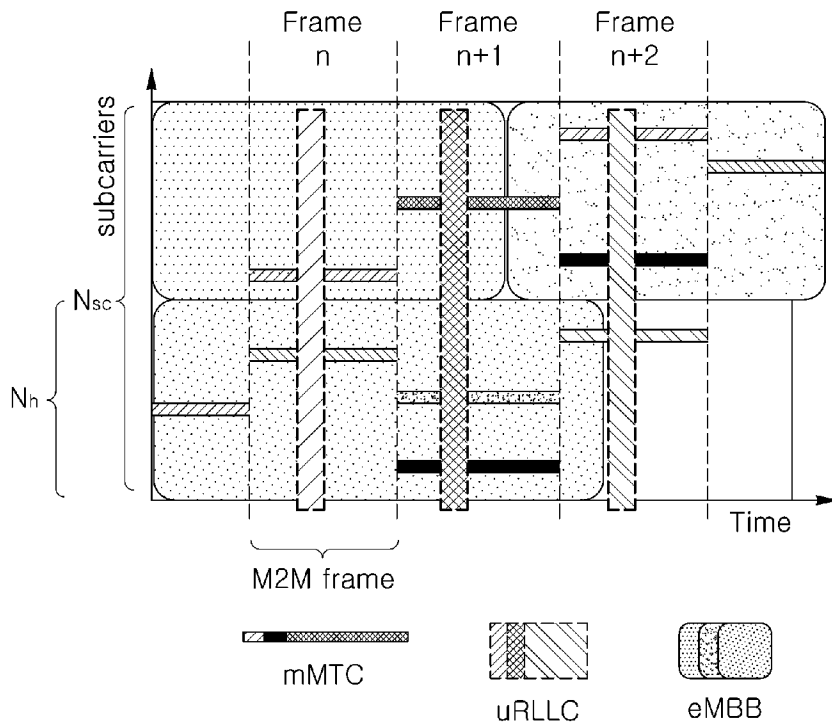 Frame
n
Frame
n+1
Frame
n+2
subcarriers
Nsc
Nh
Time
M2M frame
mMTC
uRLLC
eMBB